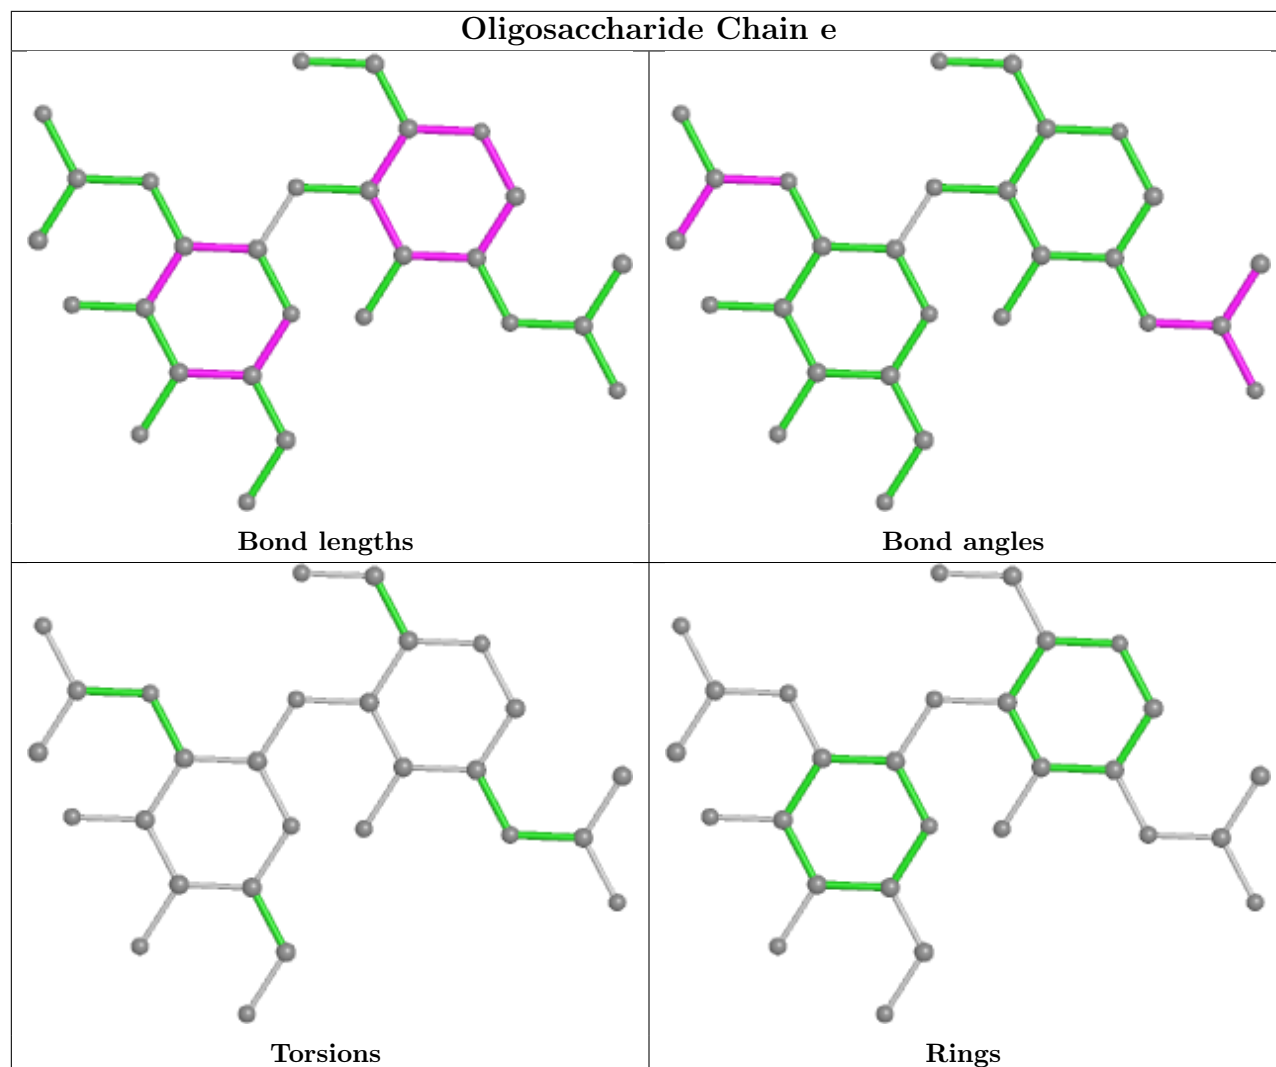 Oligosaccharide Chain e
Bond lengths
Bond angles
Torsions
Rings